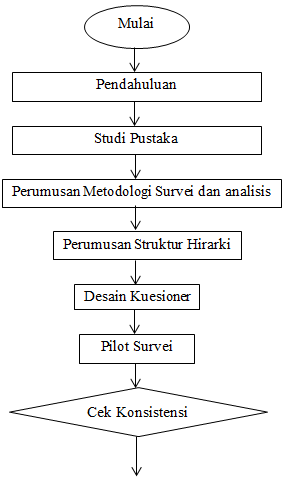 Mulai
Pendahuluan
Studi Pustaka
Perumusan Metodologi Survei dan analisis
Perumusan Struktur Hirarki
Desain Kuesioner
Pilot Survei
Cek Konsistensi